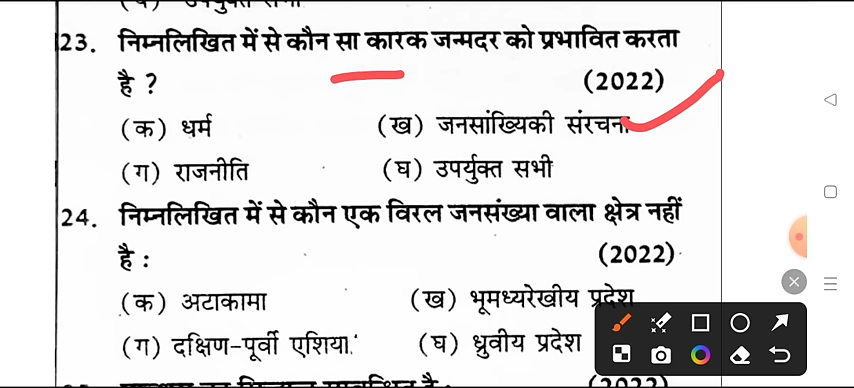 23. निम्नलिखित में से कौन सा कारक जन्मदर को प्रभावित करता
है ? (2022)
(क) धर्म (ख) जनसांख्यिकी संरचना
(ग) राजनीति (घ) उपर्युक्त सभी
24. निम्नलिखित में से कौन एक विरल जनसंख्या वाला क्षेत्र नहीं
है : (2022)
(क) अटाकामा (ख) भूमध्यरेखीय प्रदेश
(ग) दक्षिण-पूर्वी एशिया (घ) ध्रुवीय प्रदेश
(2022)